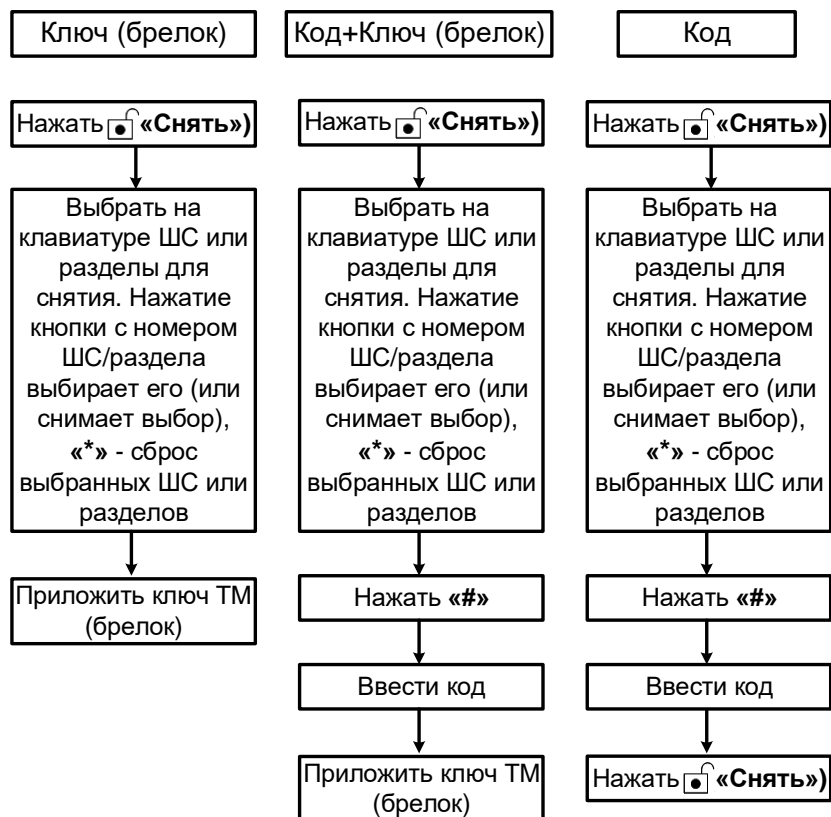 Ключ (брелок)
Нажать «Снять»)
Выбрать на
клавиатуре ШС или
разделы для
снятия. Нажатие
кнопки с номером
ШС/раздела
выбирает его (или
снимает выбор),
«*» - сброс
выбранных ШС или
разделов
Приложить ключ ТМ
(брелок)
Код+Ключ (брелок)
Нажать «Снять»)
Выбрать на
клавиатуре ШС или
разделы для
снятия. Нажатие
кнопки с номером
ШС/раздела
выбирает его (или
снимает выбор),
«*» - сброс
выбранных ШС или
разделов
Нажать «#»
Ввести код
Приложить ключ ТМ
(брелок)
Код
Нажать «Снять»)
Выбрать на
клавиатуре ШС или
разделы для
снятия. Нажатие
кнопки с номером
ШС/раздела
выбирает его (или
снимает выбор),
«*» - сброс
выбранных ШС или
разделов
Нажать «#»
Ввести код
Нажать «Снять»)